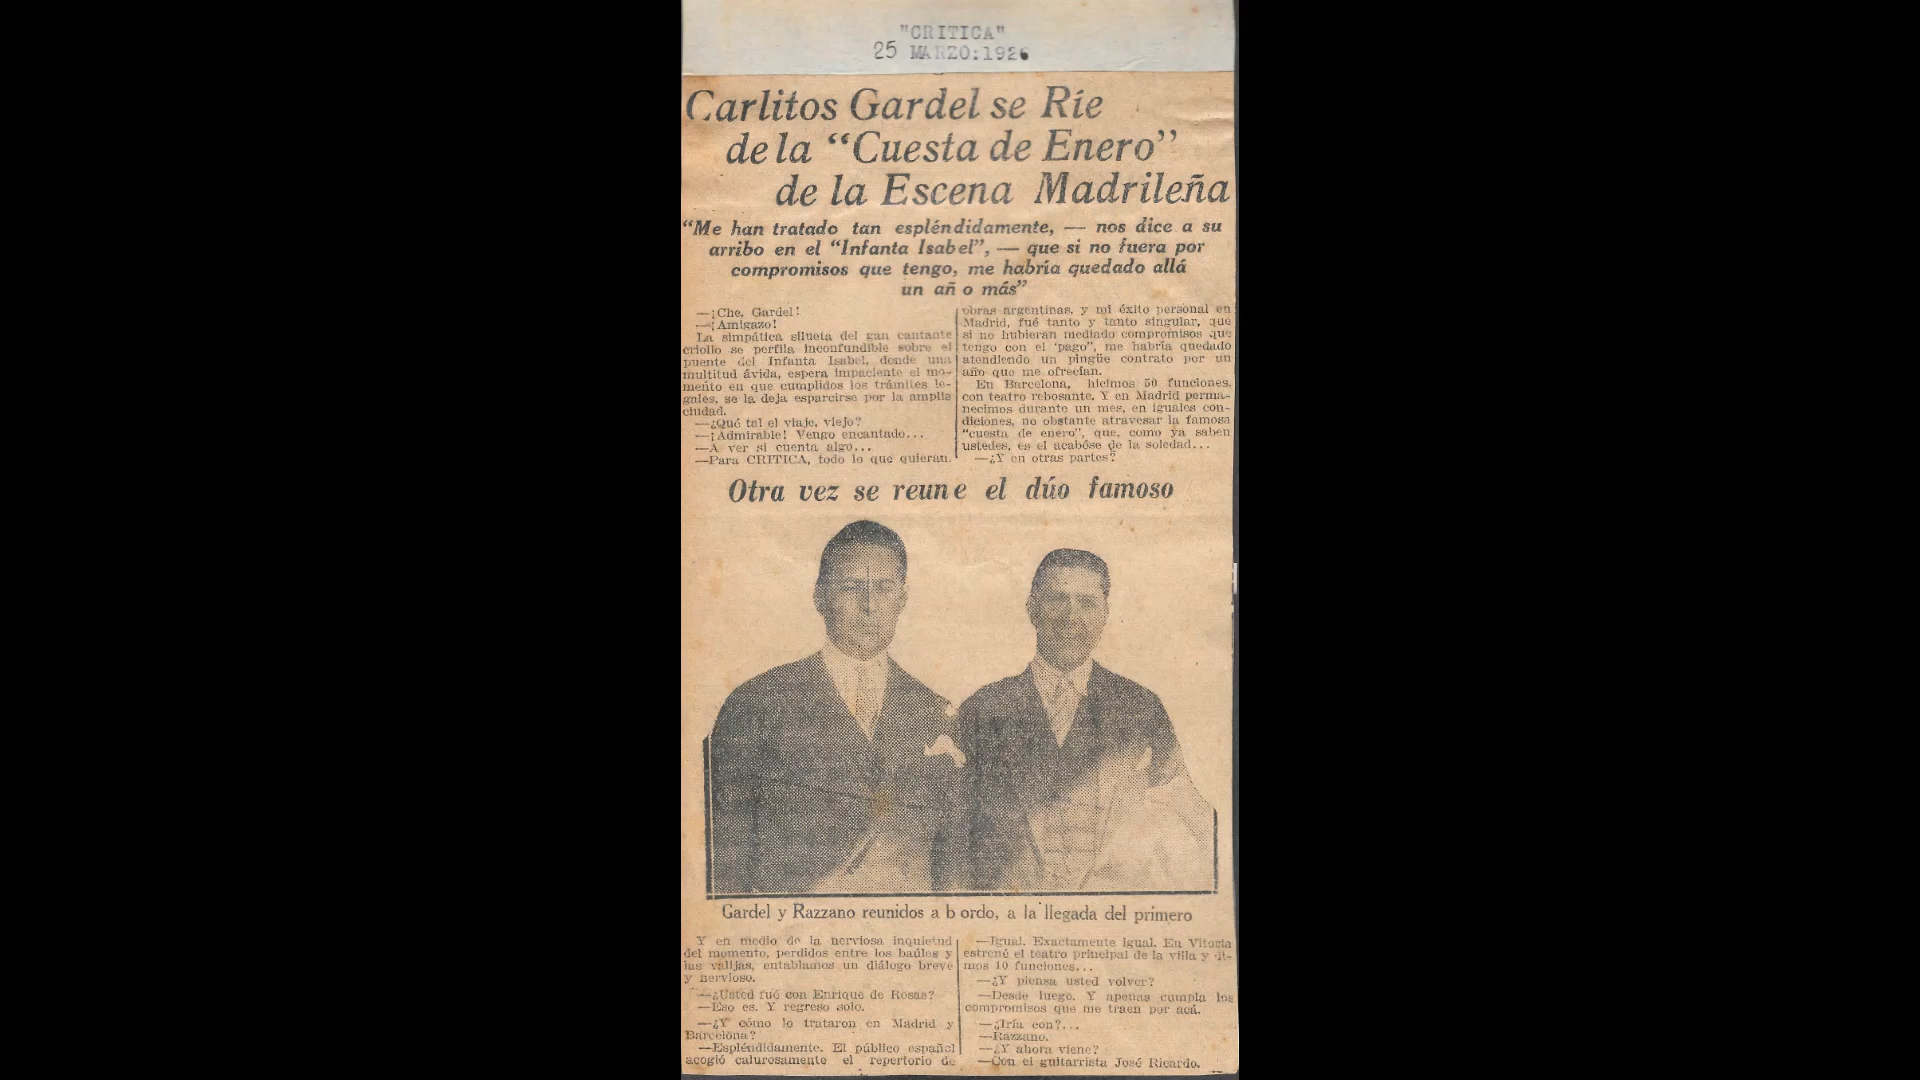 "CRITICA"
25 MARZO:1926
Carlitos Gardel se Ríe
de la “Cuesta de Enero”
de la Escena Madrileña
“Me han tratado tan espléndidamente, — nos dice a su
arribo en el “Infanta Isabel”, — que si no fuera por
compromisos que tengo, me habría quedado allá
un añ o más”
—¡Che, Gardel!
—¡Amigazo!
La simpática silueta del gan cantante
criollo se perfila inconfundible sobre el
puente del Infanta Isabel, donde una
multitud ávida, espera impaciente el mo-
mento en que cumplidos los trámites le-
gales, se la deja esparcirse por la amplia
ciudad.
—¿Qué tal el viaje, viejo?
—¡Admirable! Vengo encantado...
—A ver si cuenta algo...
—Para CRITICA, todo lo que quieran.
obras argentinas, y mi éxito personal en
Madrid, fué tanto y tanto singular, que
si no hubieran mediado compromisos que
tengo con el 'pago", me habría quedado
atendiendo un pingüe contrato por un
año que me ofrecían.
En Barcelona, hicimos 50 funciones,
con teatro rebosante. Y en Madrid perma-
necimos durante un mes, en iguales con-
diciones, no obstante atravesar la famosa
"cuesta de enero", que, como ya saben
ustedes, es el acabóse de la soledad...
—¿Y en otras partes?
Otra vez se reune el dúo famoso
Gardel y Razzano reunidos a b ordo, a la llegada del primero
Y en medio de la nerviosa inquietud
del momento, perdidos entre los baúles y
las valijas, entablamos un diálogo breve
y nervioso.
—¿Usted fué con Enrique de Rosas?
—Eso es. Y regreso solo.
—¿Y cómo lo trataron en Madrid y
Barcelona?
—Espléndidamente. El público español
acogió calurosamente el repertorio de
—Igual. Exactamente igual. En Vitoria
estrené el teatro principal de la villa y di-
mos 10 funciones...
—¿Y piensa usted volver?
—Desde luego. Y apenas cumpla los
compromisos que me traen por acá.
—¿Iría con?...
—Razzano.
—¿Y ahora viene?
—Con el guitarrista José Ricardo.